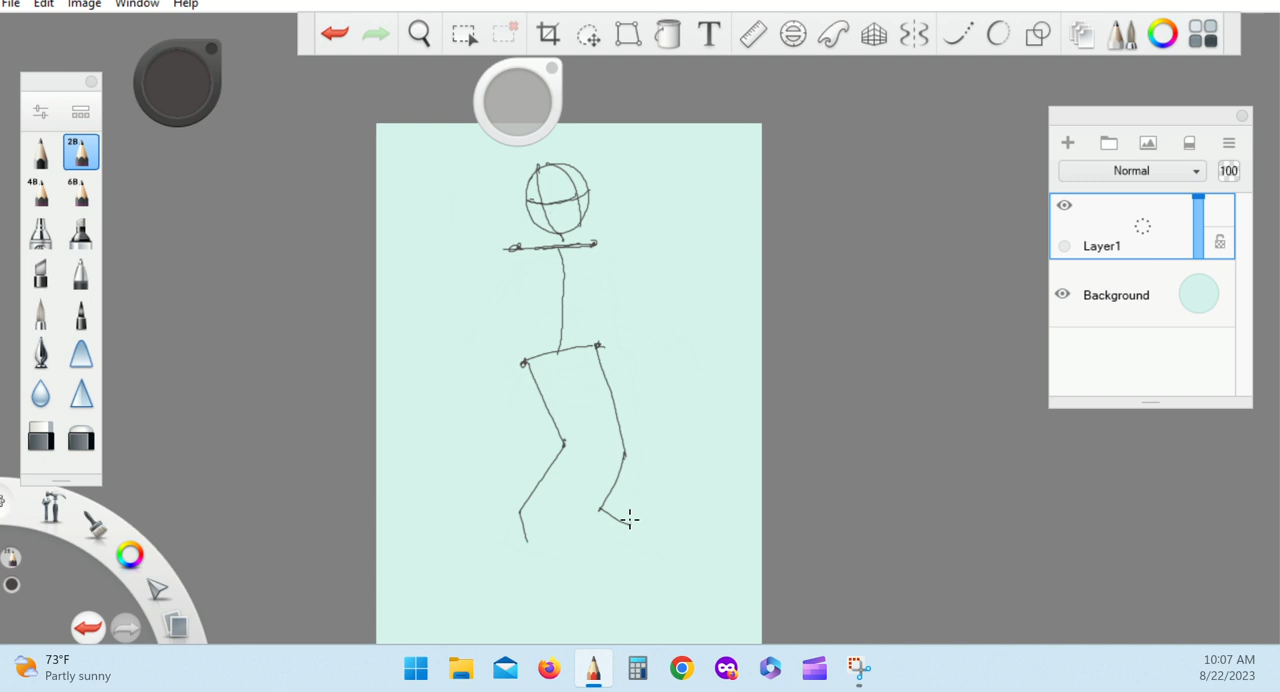 File Edit Image Window Help
T
2B
4B 6B
Normal 100
Layer1
Background
73°F
Partly sunny
10:07 AM
8/22/2023